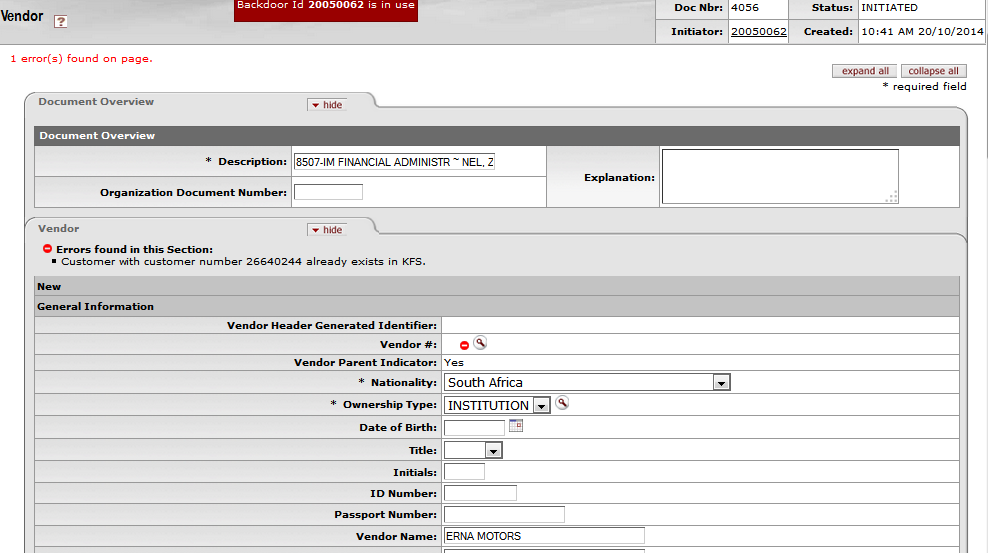 Backdoor Id 20050062 is in use
Vendor ?
Doc Nbr: 4056 Status: INITIATED
Initiator: 20050062 Created: 10:41 AM 20/10/2014
1 error(s) found on page.
expand all collapse all
* required field
Document Overview hide
Document Overview
* Description: 8507-IM FINANCIAL ADMINISTR ~ NEL, Z
Explanation:
Organization Document Number:
Vendor hide
Errors found in this Section:
Customer with customer number 26640244 already exists in KFS.
New
General Information
Vendor Header Generated Identifier:
Vendor #:
Vendor Parent Indicator: Yes
* Nationality: South Africa
* Ownership Type: INSTITUTION
Date of Birth:
Title:
Initials:
ID Number:
Passport Number:
Vendor Name: ERNA MOTORS